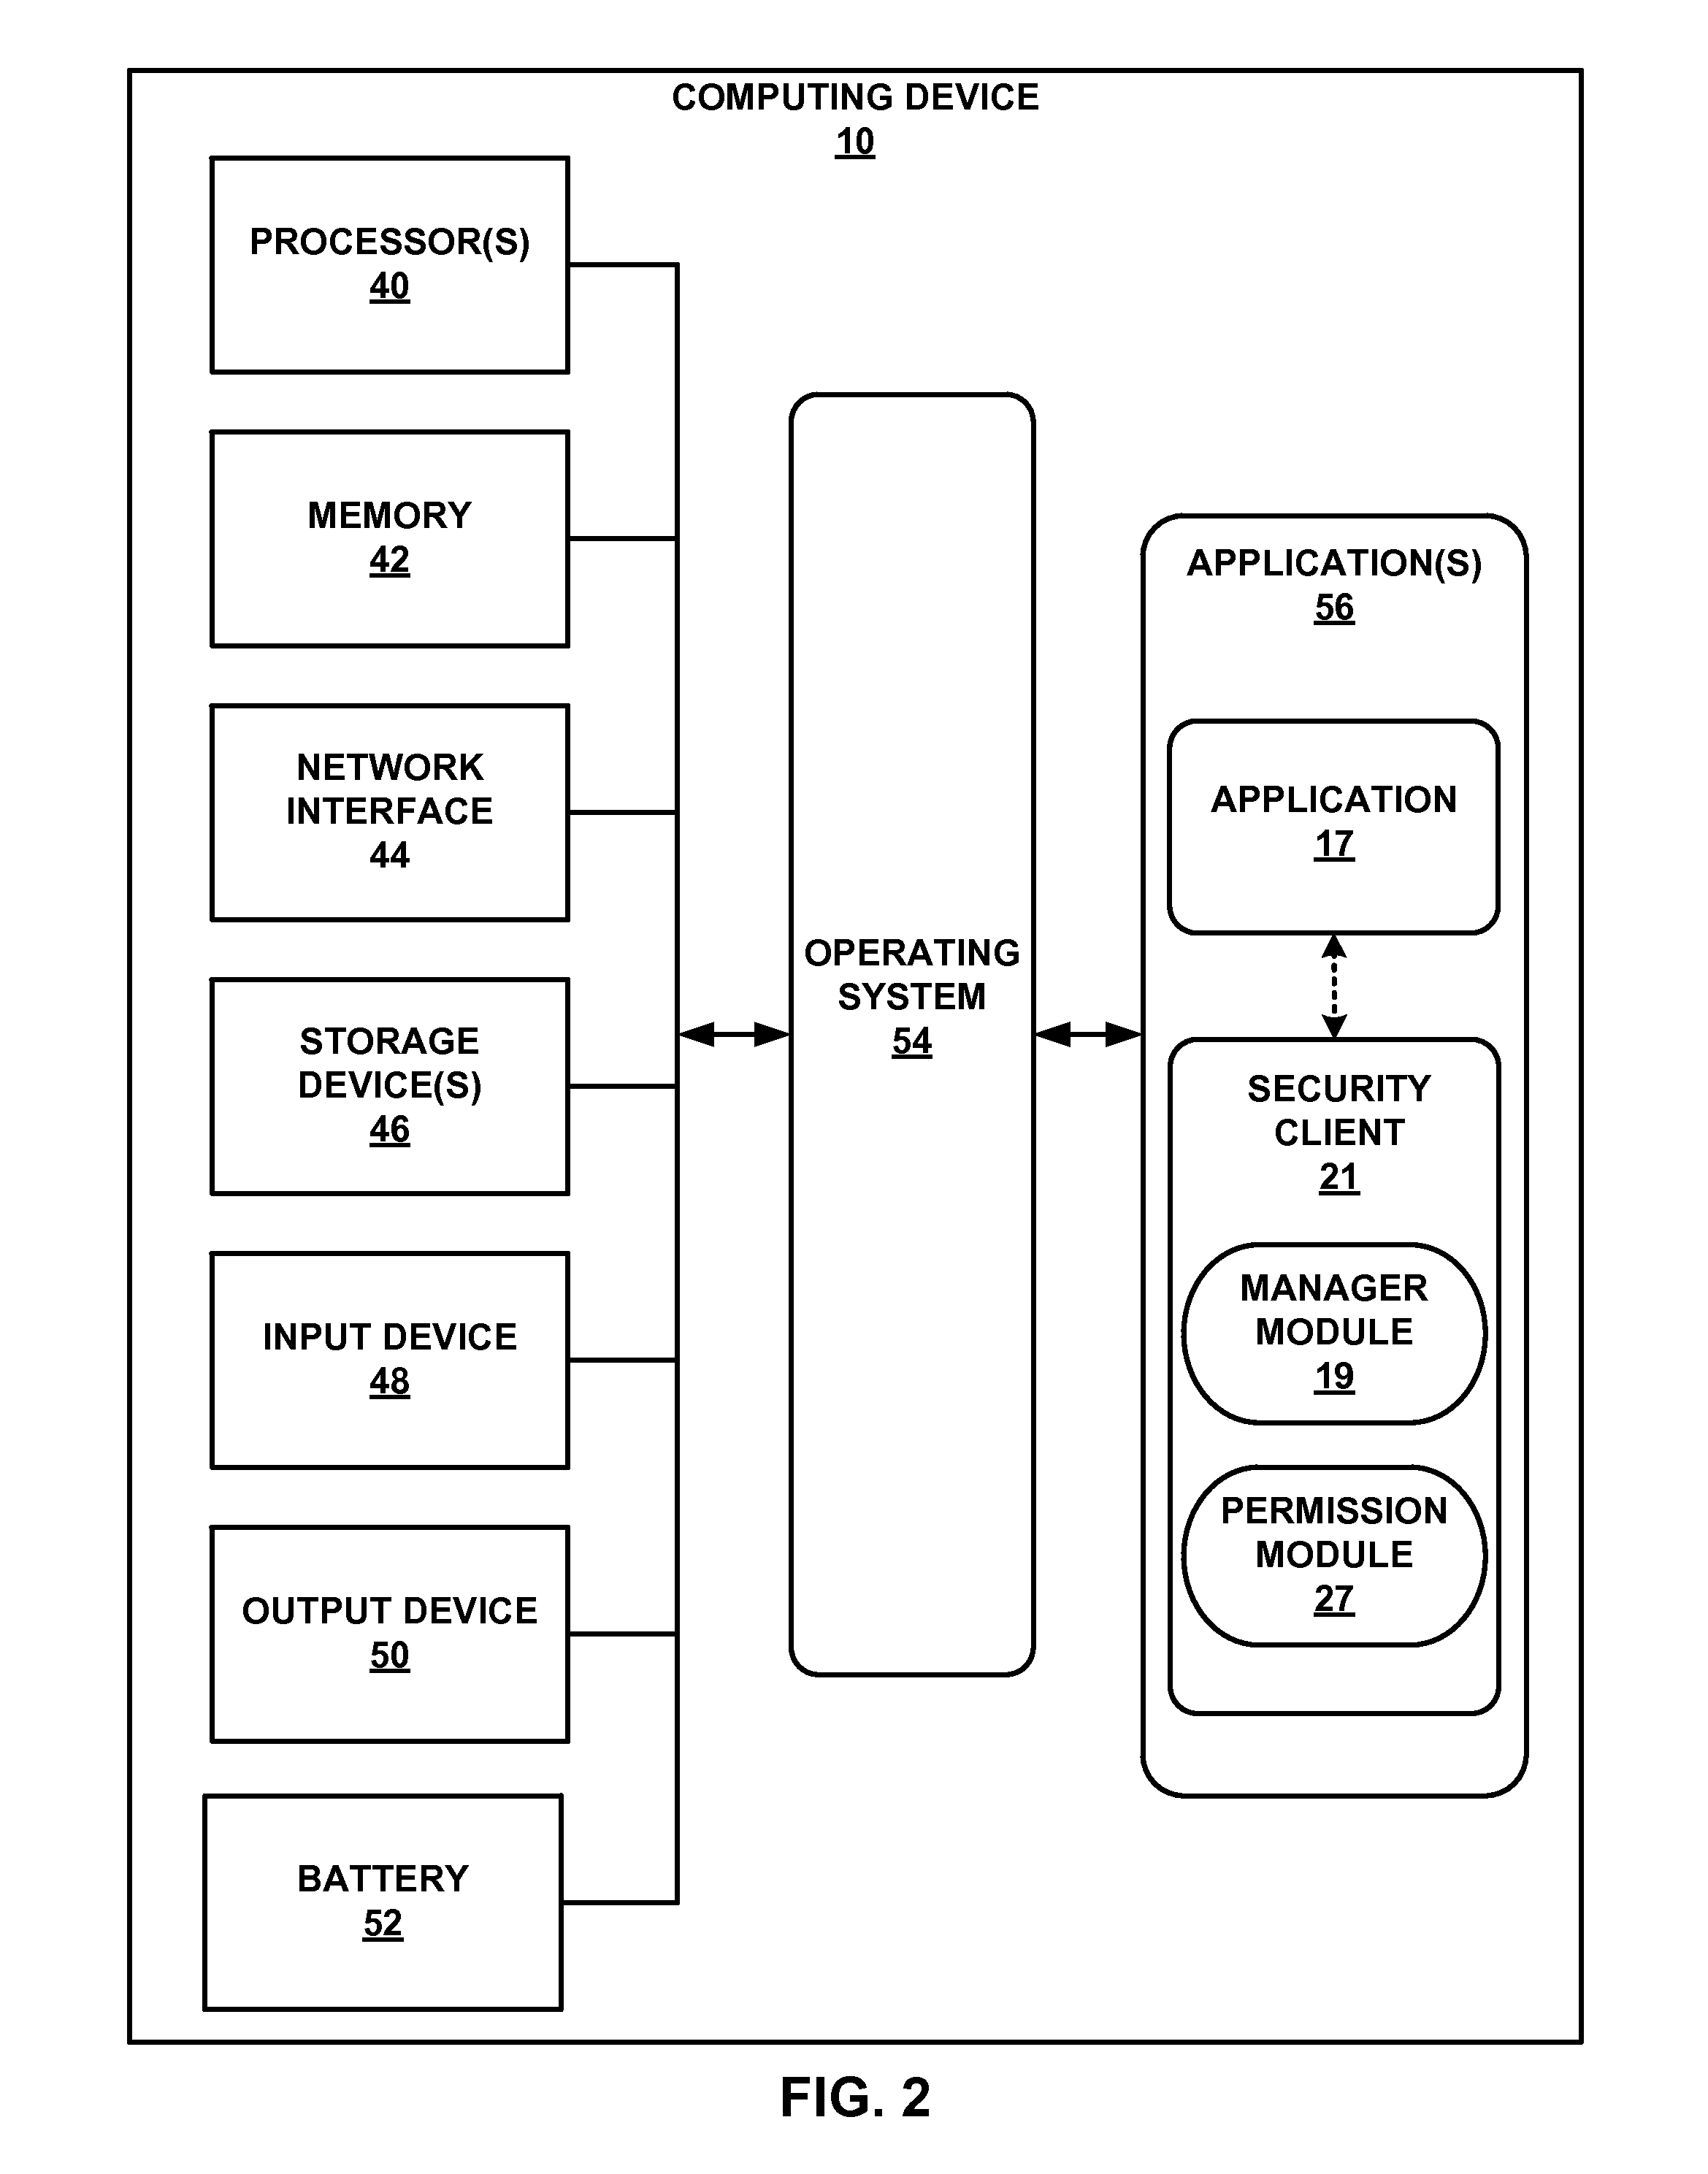 COMPUTING DEVICE
10
PROCESSOR(S)
40
MEMORY
42
NETWORK
INTERFACE
44
STORAGE
DEVICE(S)
46
INPUT DEVICE
48
OUTPUT DEVICE
50
BATTERY
52
OPERATING
SYSTEM
54
APPLICATION(S)
56
APPLICATION
17
SECURITY
CLIENT
21
MANAGER
MODULE
19
PERMISSION
MODULE
27
FIG. 2